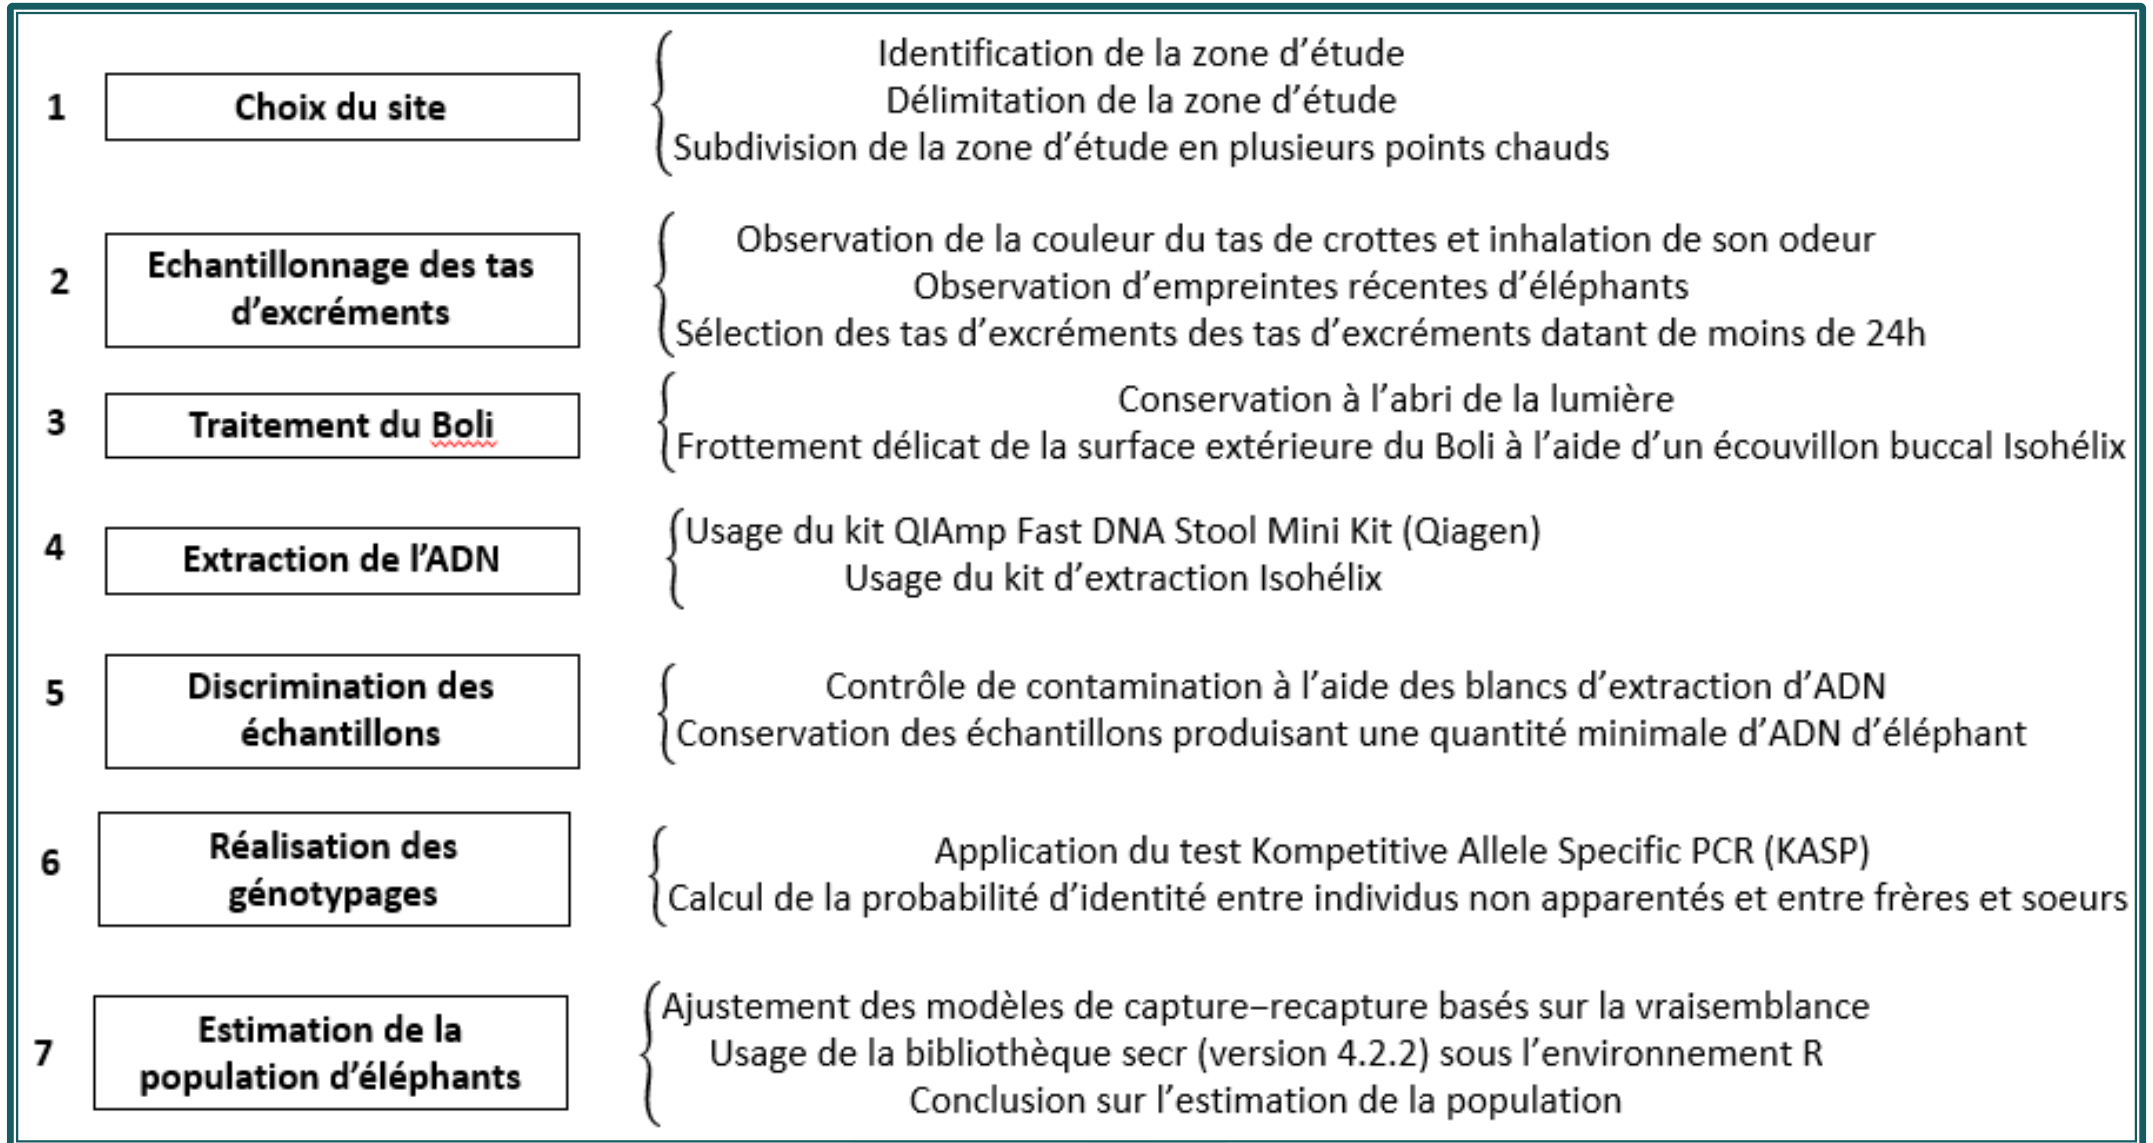 1
Choix du site
Identification de la zone d’étude
Délimitation de la zone d’étude
Subdivision de la zone d’étude en plusieurs points chauds
2
Echantillonnage des tas
d’excréments
Observation de la couleur du tas de crottes et inhalation de son odeur
Observation d’empreintes récentes d’éléphants
Sélection des tas d’excréments des tas d’excréments datant de moins de 24h
3
Traitement du Boli
Conservation à l’abri de la lumière
Frottement délicat de la surface extérieure du Boli à l’aide d’un écouvillon buccal Isohélix
4
Extraction de l’ADN
Usage du kit QIAmp Fast DNA Stool Mini Kit (Qiagen)
Usage du kit d’extraction Isohélix
5
Discrimination des
échantillons
Contrôle de contamination à l’aide des blancs d’extraction d’ADN
Conservation des échantillons produisant une quantité minimale d’ADN d’éléphant
6
Réalisation des
génotypages
Application du test Kompetitive Allele Specific PCR (KASP)
Calcul de la probabilité d’identité entre individus non apparentés et entre frères et soeurs
7
Estimation de la
population d’éléphants
Ajustement des modèles de capture–recapture basés sur la vraisemblance
Usage de la bibliothèque secr (version 4.2.2) sous l’environnement R
Conclusion sur l’estimation de la population